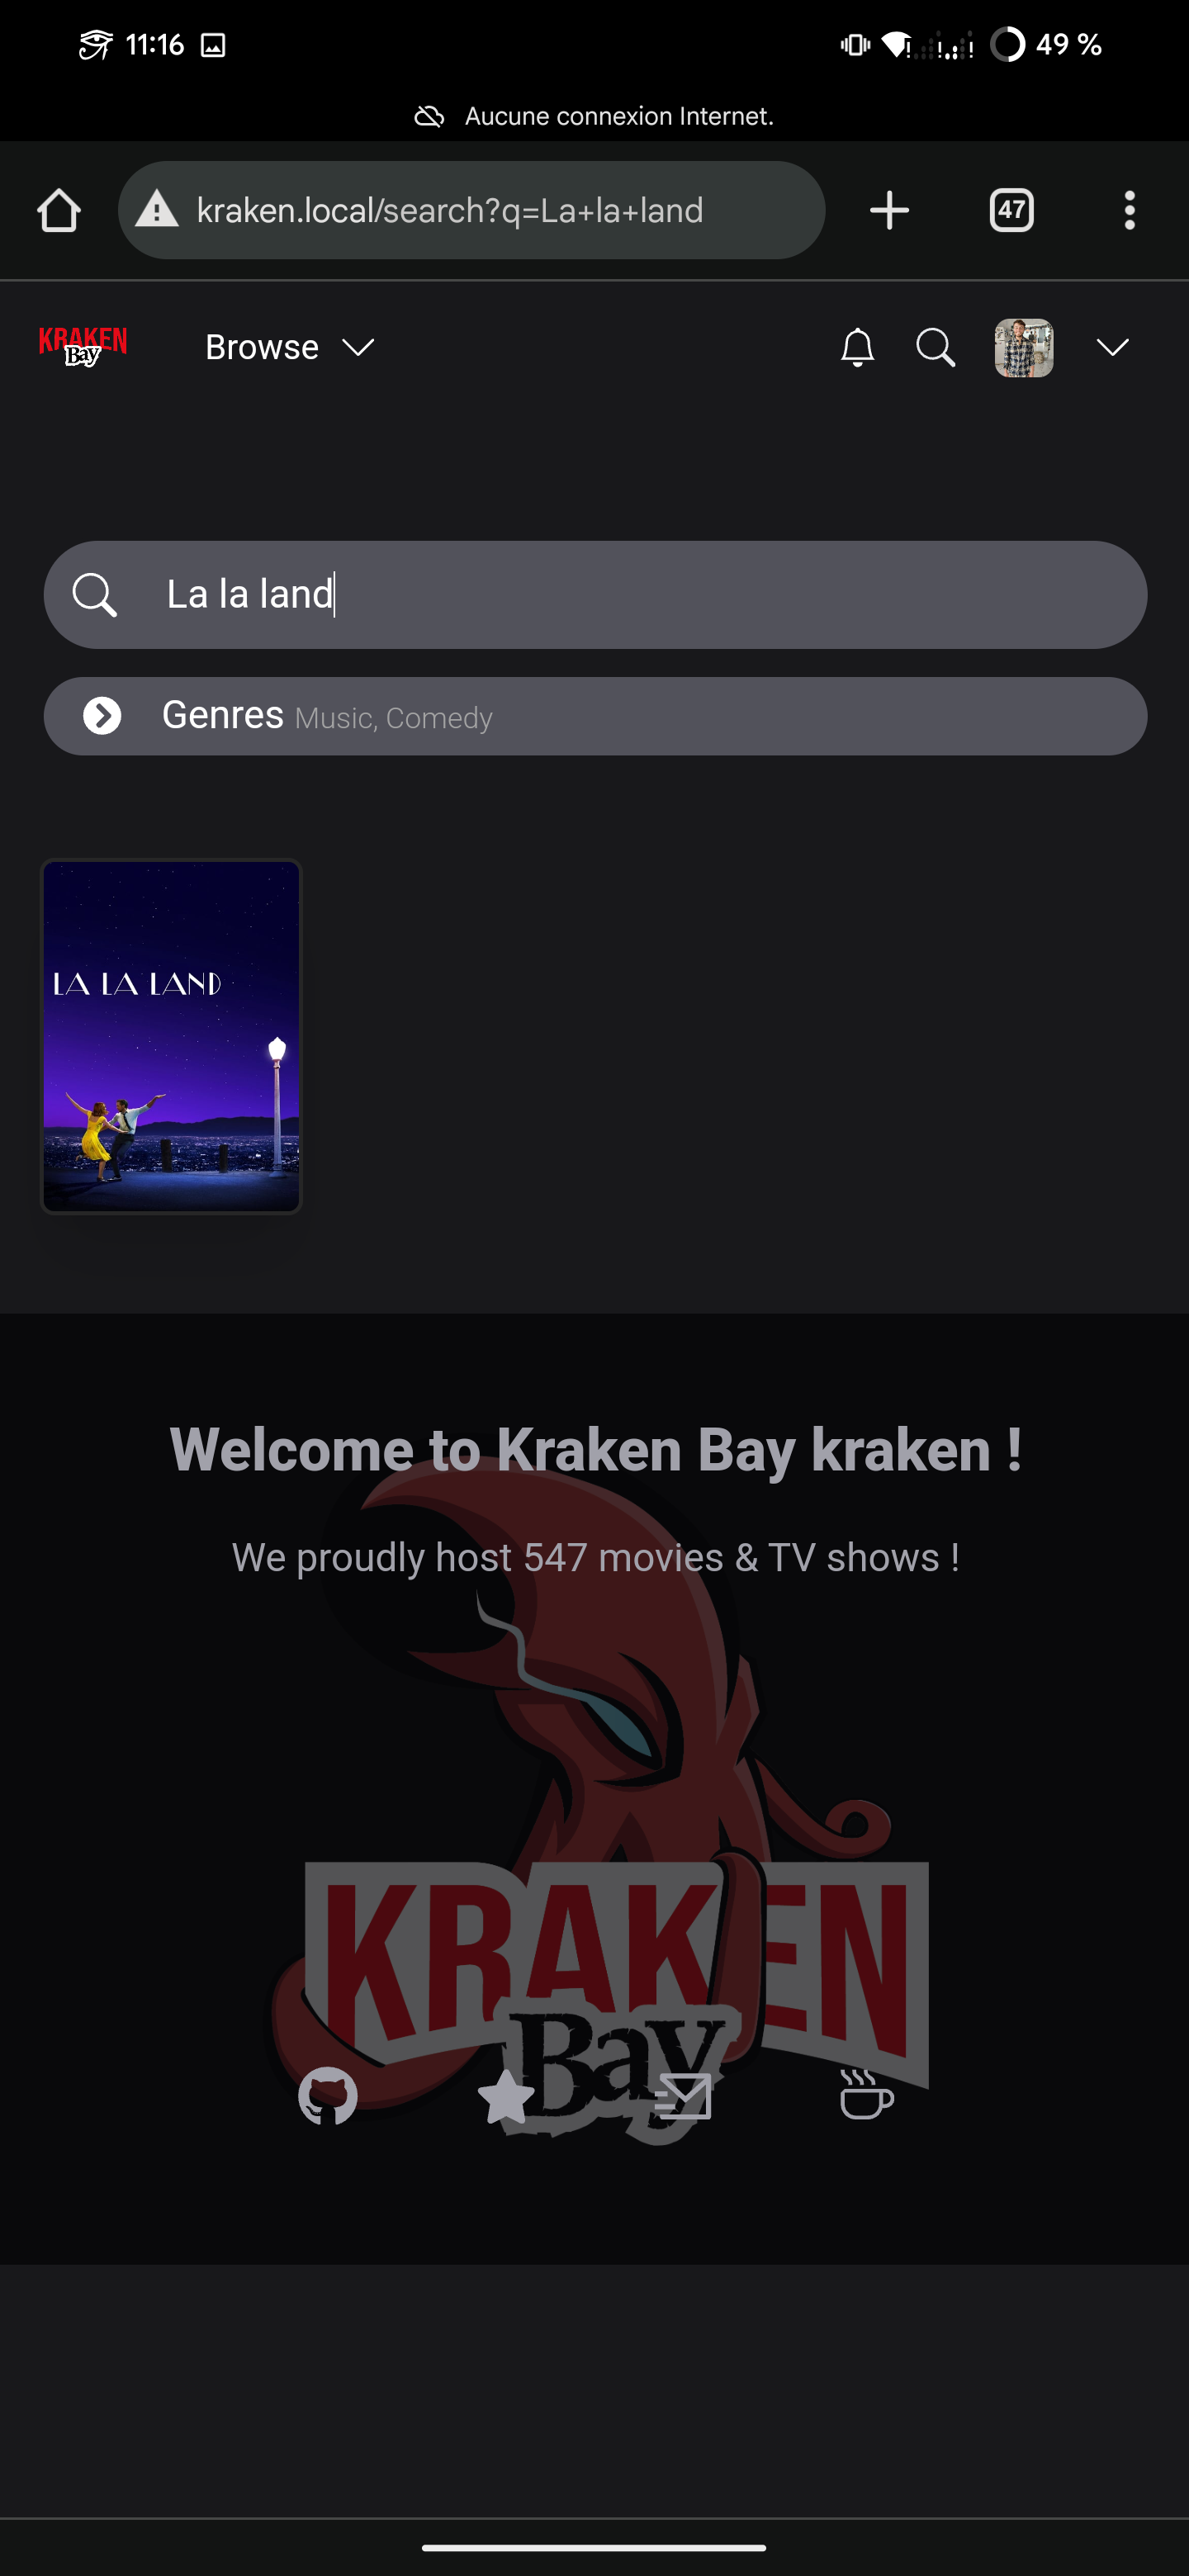 11:16 49 %
Aucune connexion Internet.
kraken.local/search?q=La+la+land 47
KRAKEN
Bay
Browse
La la land
Genres Music, Comedy
LA LA LAND
Welcome to Kraken Bay kraken !
We proudly host 547 movies & TV shows !
KRAKEN
Bay